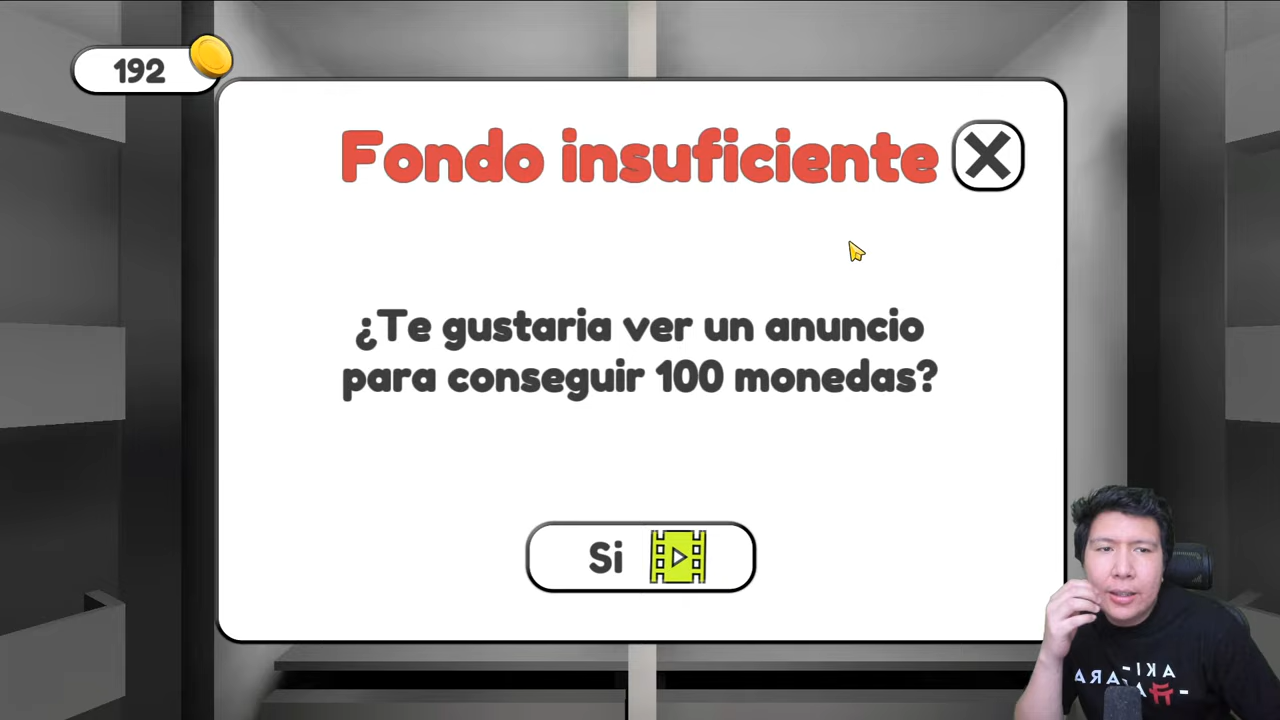 192
Fondo insuficiente
¿Te gustaria ver un anuncio
para conseguir 100 monedas?
Si